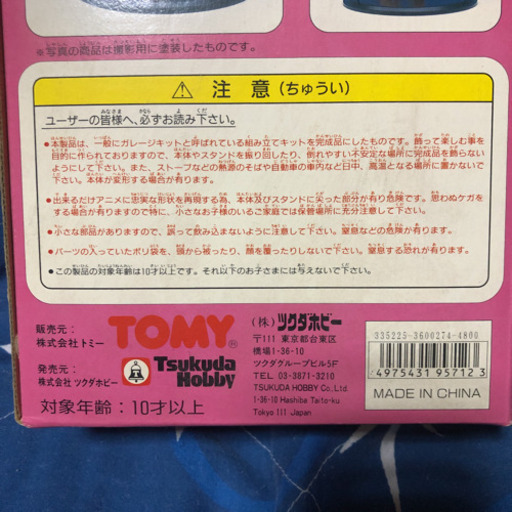 ※写真の商品は撮影用に塗装したものです。
注意(ちゅうい)
ユーザーの皆様へ、必ずお読み下さい。
●本製品は、一般にガレージキットと呼ばれている組み立てキットを完成品にしたものです。飾って楽しむ事を
目的に作られておりますので、本体やスタンドを振り回したり、倒れやすい不安定な場所に完成品を飾らない
ようにして下さい。また、ストーブなどの熱源のそばや自動車の車内など日中、高温となる場所に置かないで
下さい。本体が変形する場合があります。
●出来るだけアニメに忠実な形状を再現する為、本体及びスタンドに尖った部分が有り危険です。思わぬケガを
する場合が有りますので特に、小さなお子様のいるご家庭では保管場所に充分注意して下さい。
●小さな部品がありますので、誤って飲み込まないように注意して下さい。窒息などの危険が有ります。
●パーツの入っていたポリ袋を、頭から被ったり、顔を覆ったりしないで下さい。窒息する恐れが有ります。
●この製品の対象年齢は10才以上です。それ以下のお子さまには与えないで下さい。
販売元:
株式会社トミー
TOMY®
発売元:
株式会社 ツクダホビー
Tsukuda
Hobby
対象年齢:10才以上
(株)ツクダホビー
〒111 東京都台東区
橋場1-36-10
ツクダグループビル5F
TEL 03-3871-3210
TSUKUDA HOBBY Co.,Ltd.
1-36-10 Hashiba Taito-ku
Tokyo 111 Japan
335225-3600274-4800
4975431957123
MADE IN CHINA